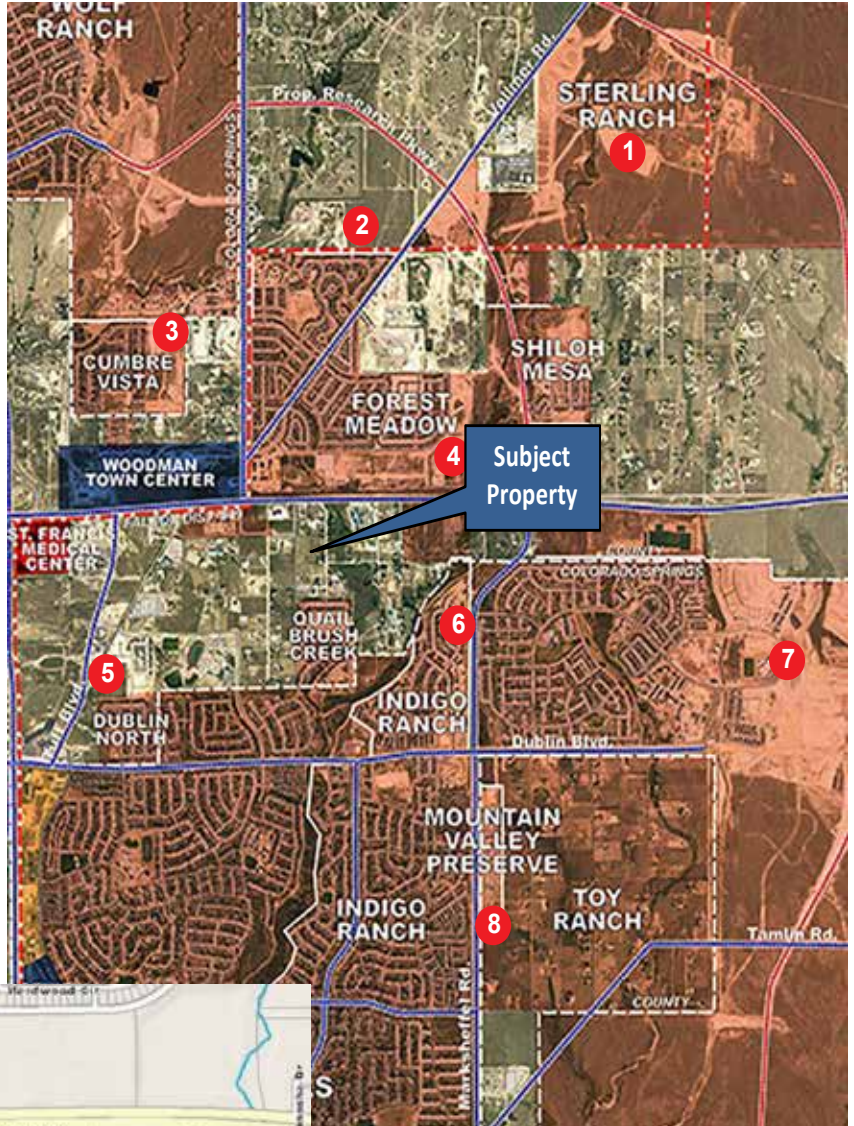 WOLF
RANCH
Prop. Research Pkwy.
Vollmer Rd.
STERLING
RANCH
1
COLORADO SPRINGS
2
3
CUMBRE
VISTA
SHILOH
MESA
FOREST
MEADOW
4
Subject
Property
WOODMAN
TOWN CENTER
ST. FRANCIS
MEDICAL
CENTER
COUNTY
COLORADO SPRINGS
QUAIL
BRUSH
CREEK
6
5
7
INDIGO
RANCH
DUBLIN
NORTH
Blvd.
Dublin Blvd.
MOUNTAIN
VALLEY
PRESERVE
TOY
RANCH
INDIGO
RANCH
8
Tamlin Rd.
COUNTY
Marksheffel Rd
S